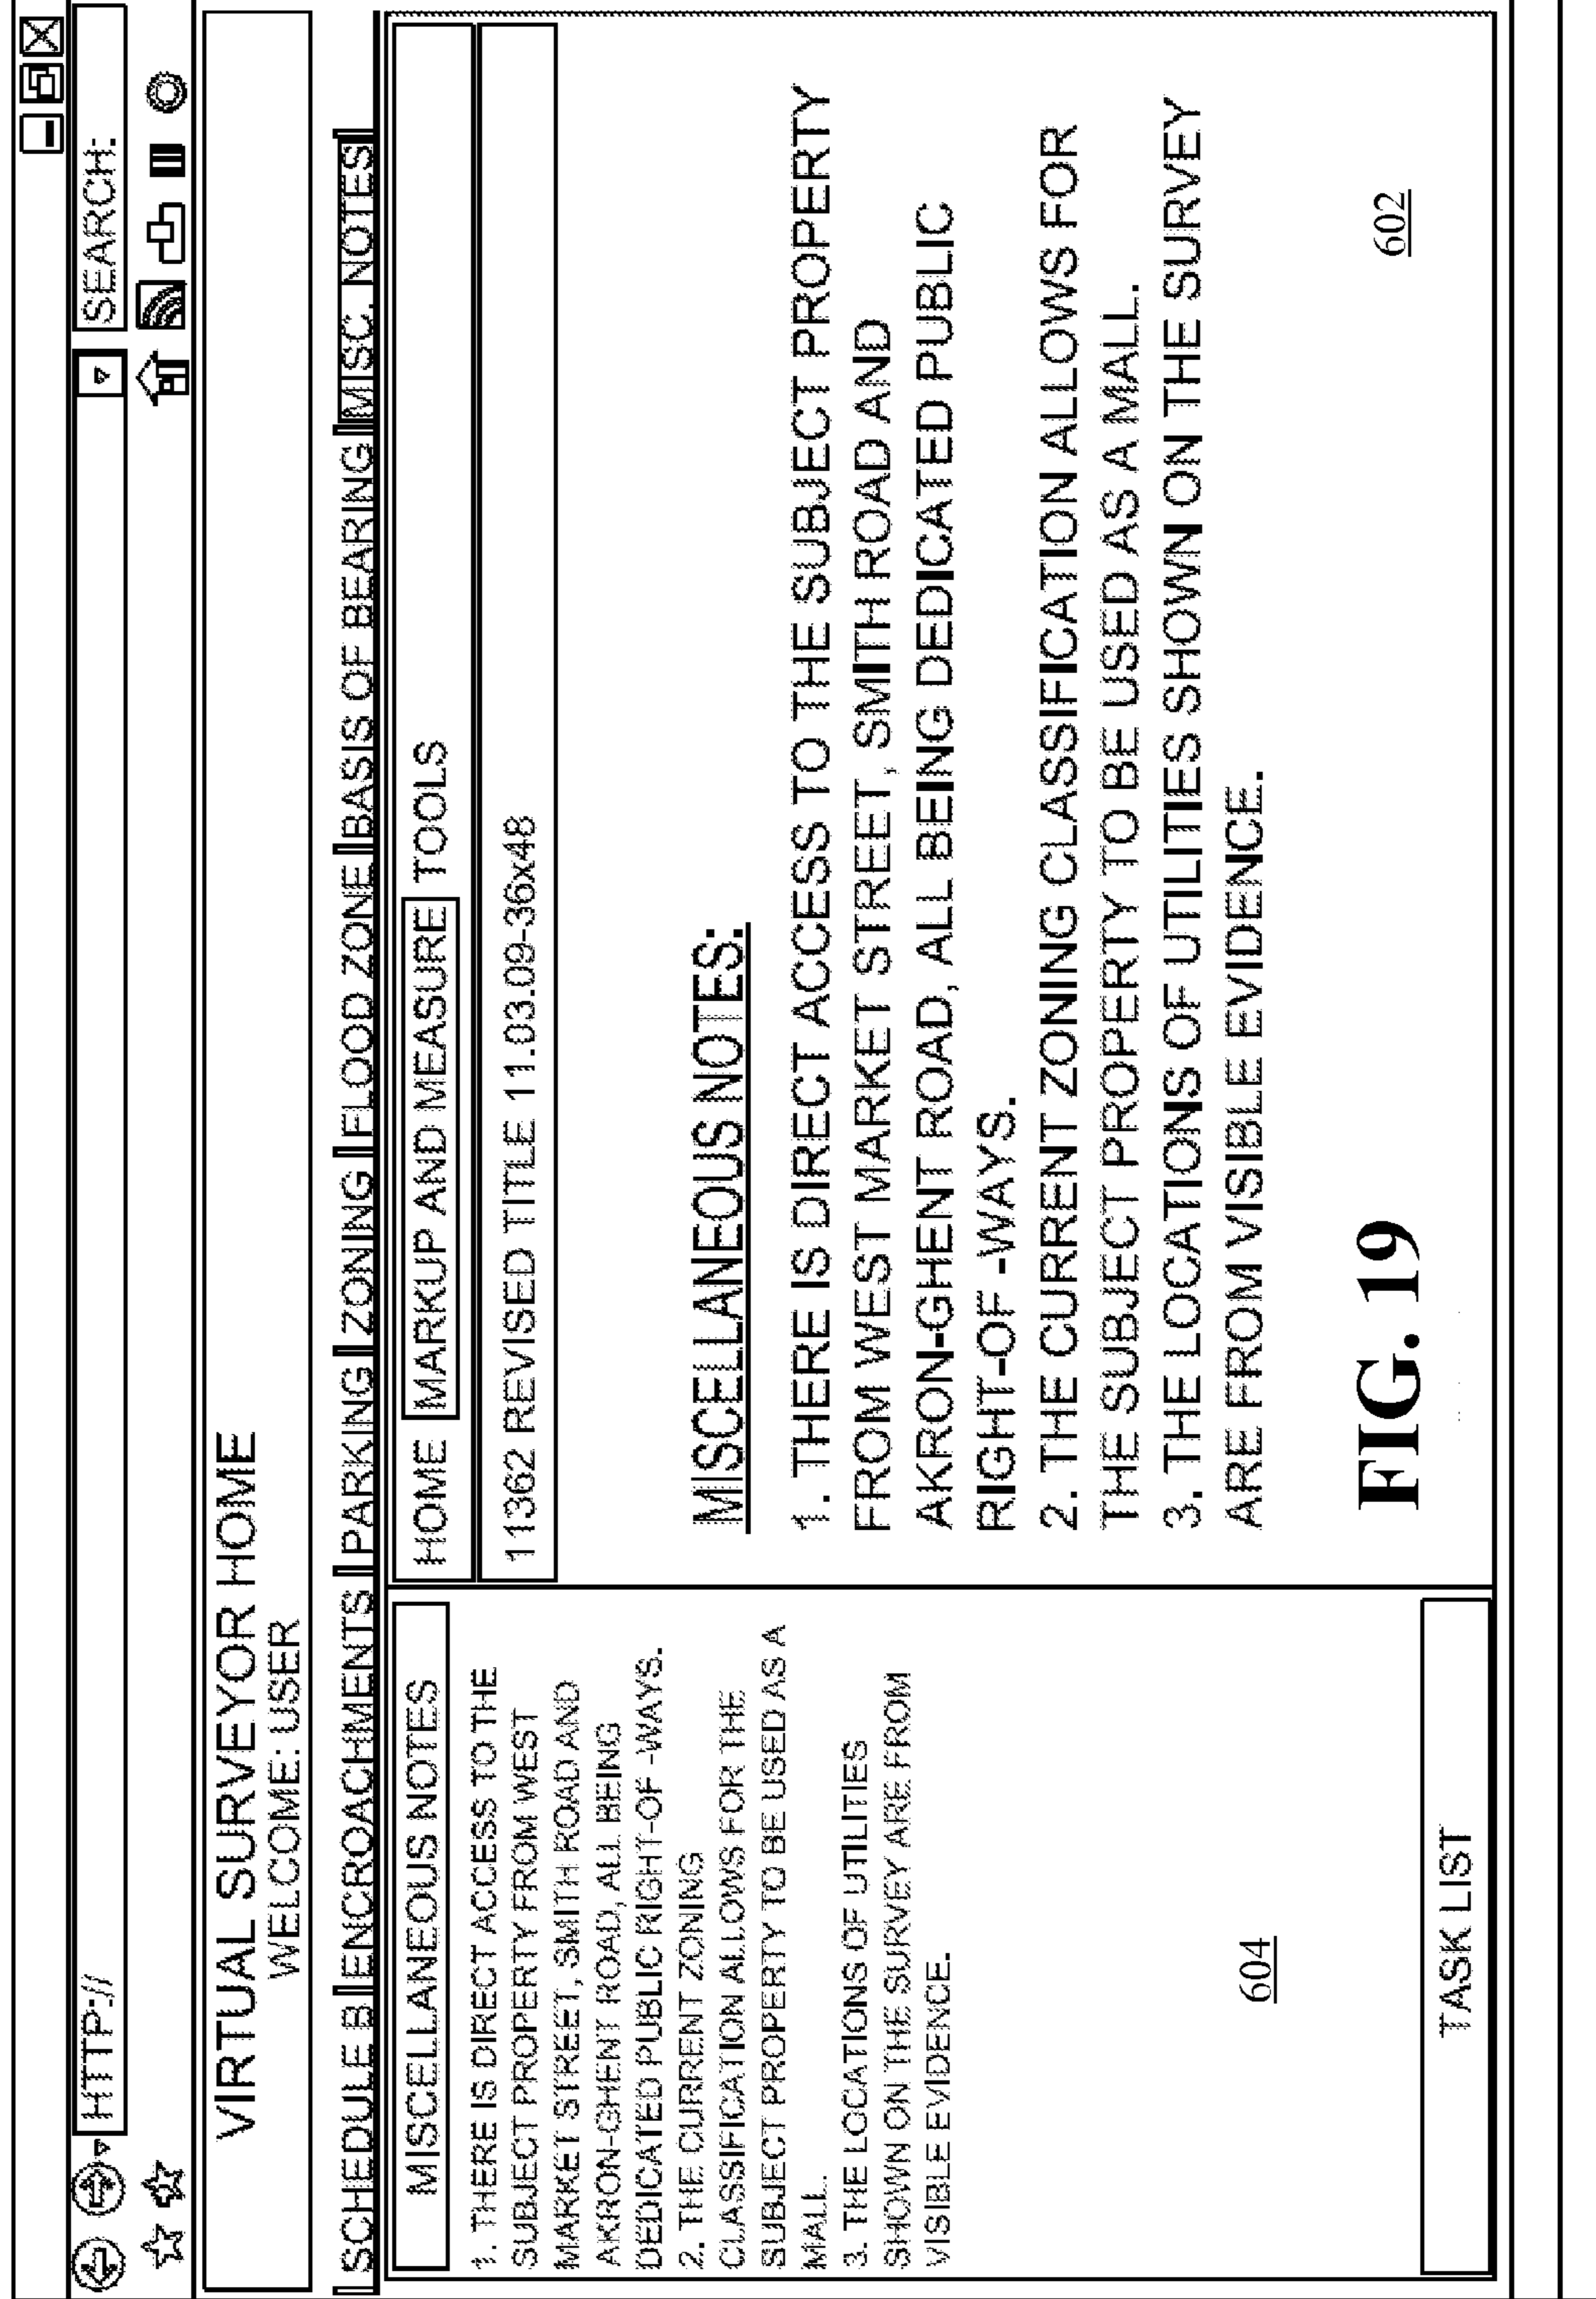 HTTP://
SEARCH:
VIRTUAL SURVEYOR HOME
WELCOME: USER
SCHEDULE B ENCROACHMENTS PARKING ZONING FLOOD ZONE BASIS OF BEARING MISC. NOTES
MISCELLANEOUS NOTES
1. THERE IS DIRECT ACCESS TO THE
SUBJECT PROPERTY FROM WEST
MARKET STREET, SMITH ROAD AND
AKRON-GHENT ROAD, ALL BEING
DEDICATED PUBLIC RIGHT-OF -WAYS.
2. THE CURRENT ZONING
CLASSIFICATION ALLOWS FOR THE
SUBJECT PROPERTY TO BE USED AS A
MALL.
3. THE LOCATIONS OF UTILITIES
SHOWN ON THE SURVEY ARE FROM
VISIBLE EVIDENCE.
604
TASK LIST
HOME MARKUP AND MEASURE TOOLS
11362 REVISED TITLE 11.03.09-36x48
MISCELLANEOUS NOTES:
1. THERE IS DIRECT ACCESS TO THE SUBJECT PROPERTY
FROM WEST MARKET STREET, SMITH ROAD AND
AKRON-GHENT ROAD, ALL BEING DEDICATED PUBLIC
RIGHT-OF -WAYS.
2. THE CURRENT ZONING CLASSIFICATION ALLOWS FOR
THE SUBJECT PROPERTY TO BE USED AS A MALL.
3. THE LOCATIONS OF UTILITIES SHOWN ON THE SURVEY
ARE FROM VISIBLE EVIDENCE.
602
FIG. 19